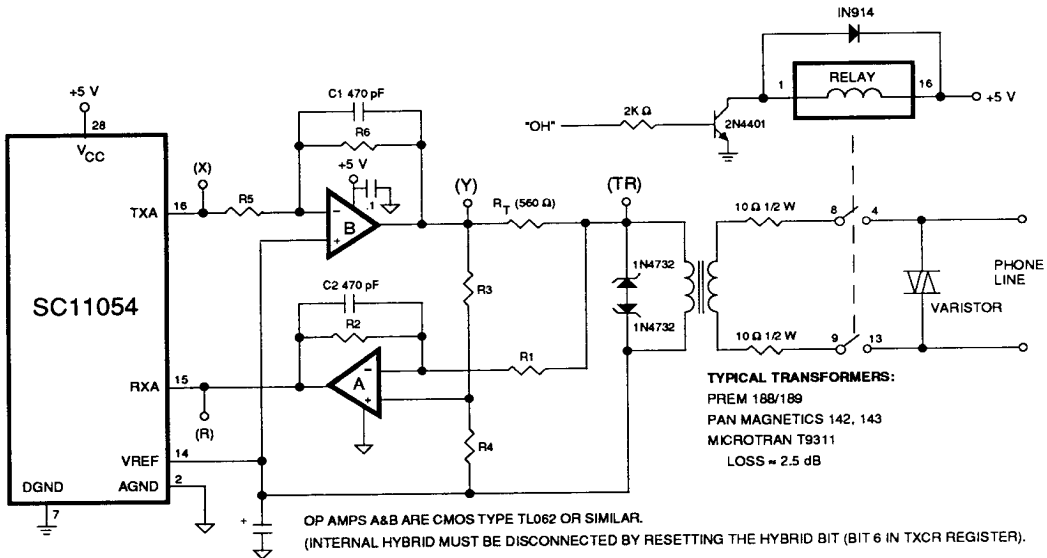 IN914
RELAY
1
16
+5 V
"OH"
2K Ω
2N4401
+5 V
28
VCC
C1 470 pF
R6
+5 V
.1
(X)
TXA
16
R5
−
B
+
(Y)
RT (560 Ω)
(TR)
10 Ω 1/2 W
8
4
1N4732
1N4732
R3
PHONE
LINE
VARISTOR
SC11054
C2 470 pF
R2
RXA
15
A
−
+
R1
10 Ω 1/2 W
9
13
(R)
R4
VREF
14
AGND
2
DGND
7
+
TYPICAL TRANSFORMERS:
PREM 188/189
PAN MAGNETICS 142, 143
MICROTRAN T9311
LOSS ≈ 2.5 dB
OP AMPS A&B ARE CMOS TYPE TL062 OR SIMILAR.
(INTERNAL HYBRID MUST BE DISCONNECTED BY RESETTING THE HYBRID BIT (BIT 6 IN TXCR REGISTER).